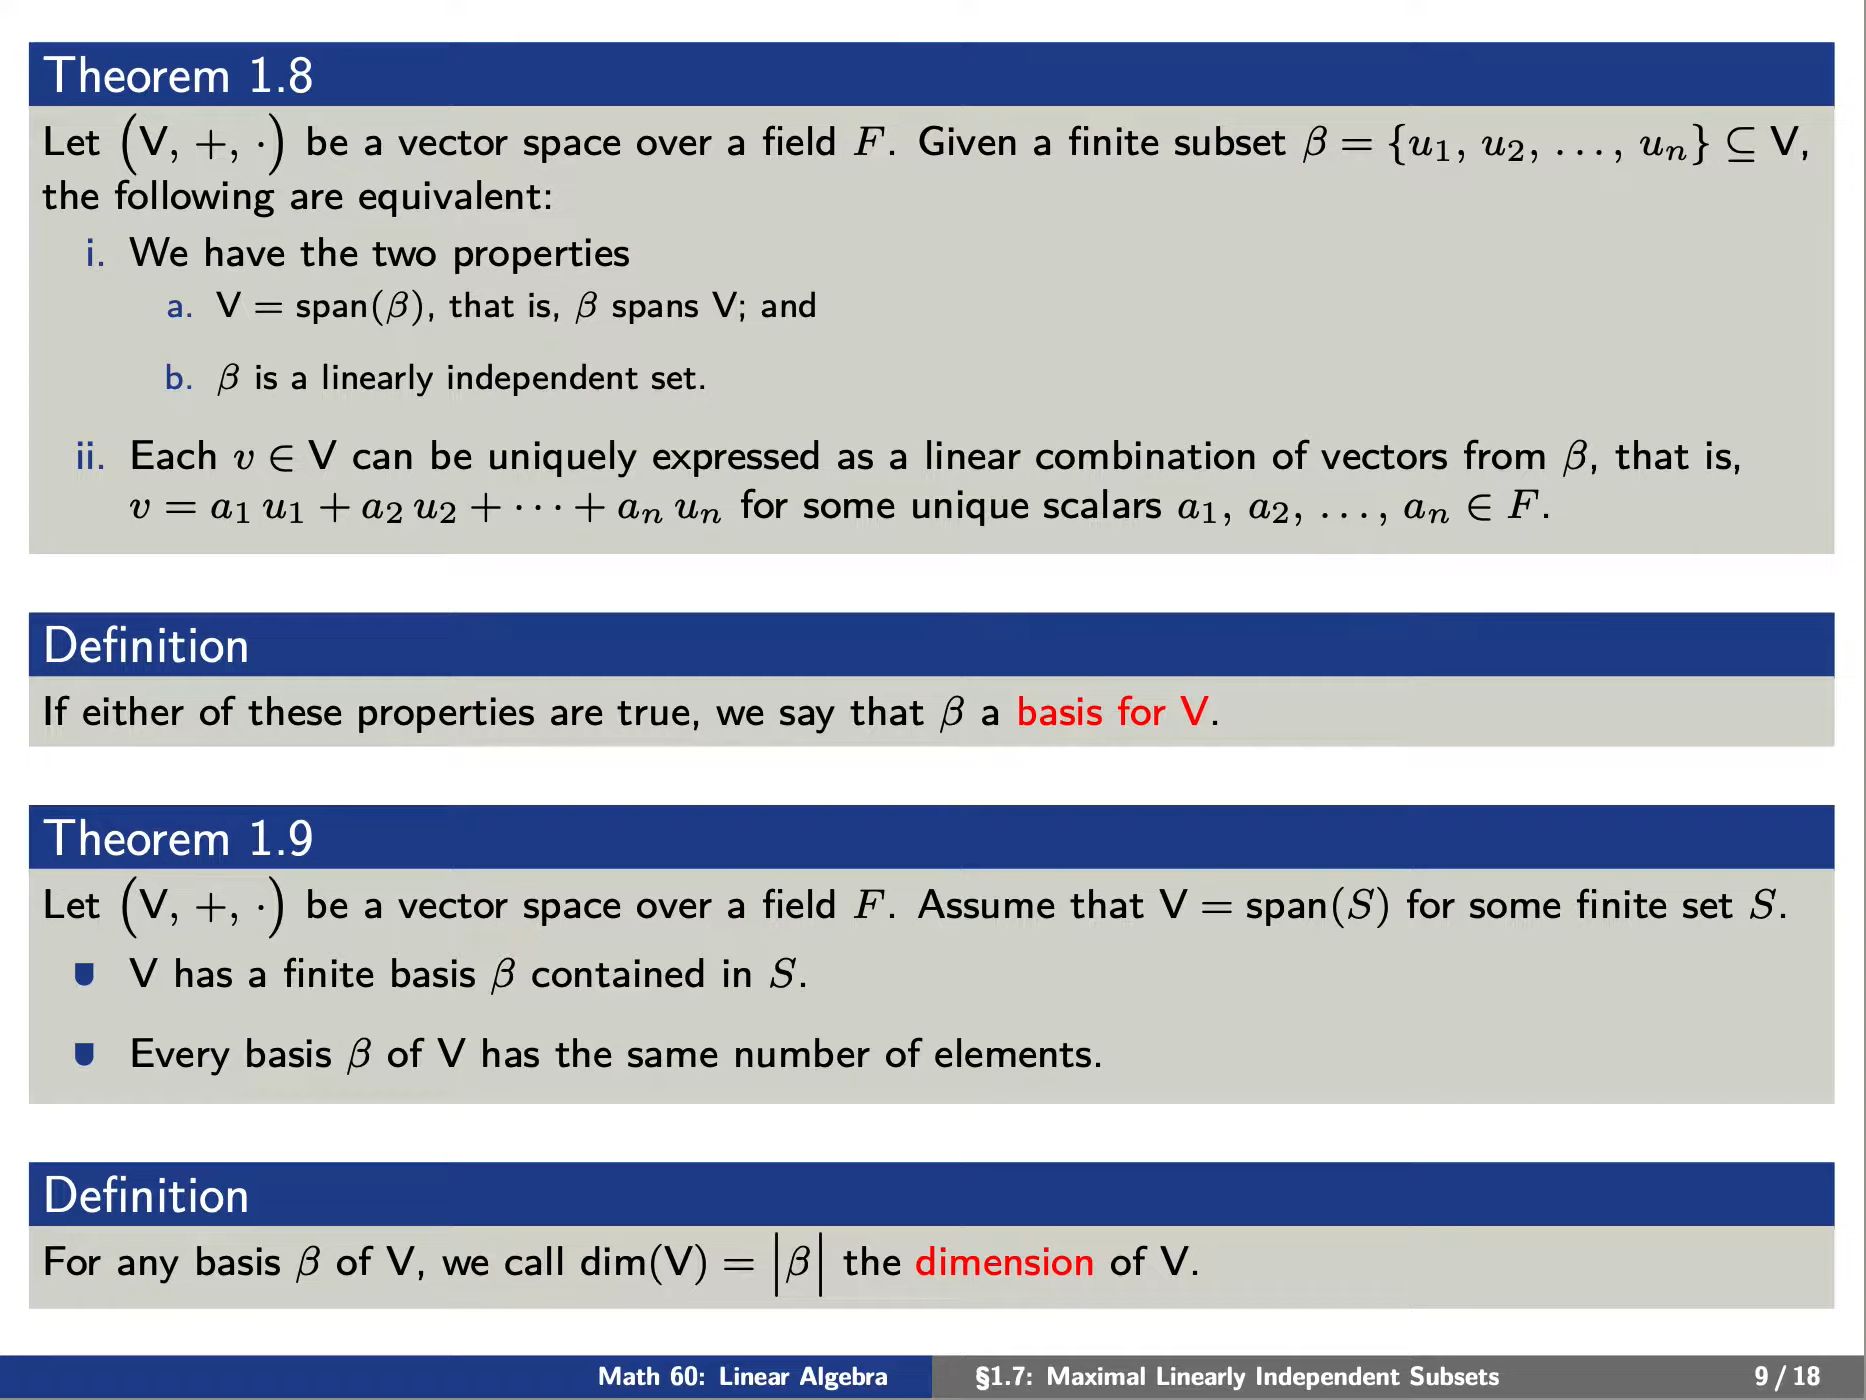 Theorem 1.8
Let (V, +, ·) be a vector space over a field F. Given a finite subset β = {u₁, u₂, ..., uₙ} ⊆ V,
the following are equivalent:
i. We have the two properties
a. V = span(β), that is, β spans V; and
b. β is a linearly independent set.
ii. Each v ∈ V can be uniquely expressed as a linear combination of vectors from β, that is,
v = a₁ u₁ + a₂ u₂ + ··· + aₙ uₙ for some unique scalars a₁, a₂, ..., aₙ ∈ F.
Definition
If either of these properties are true, we say that β a basis for V.
Theorem 1.9
Let (V, +, ·) be a vector space over a field F. Assume that V = span(S) for some finite set S.
V has a finite basis β contained in S.
Every basis β of V has the same number of elements.
Definition
For any basis β of V, we call dim(V) = |β| the dimension of V.
Math 60: Linear Algebra §1.7: Maximal Linearly Independent Subsets 9 / 18